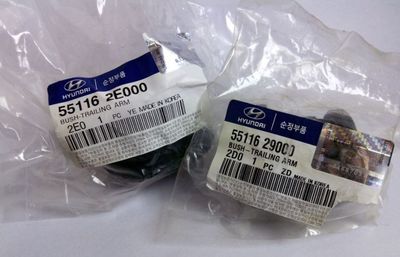 HYUNDAI 순정부품
55116 2E000
BUSH-TRAILING ARM
2E0 1 PC YE MADE IN KOREA
HYUNDAI 순정부품
55116 29000
BUSH-TRAILING ARM
2D0 1 PC 2D MADE IN KOREA